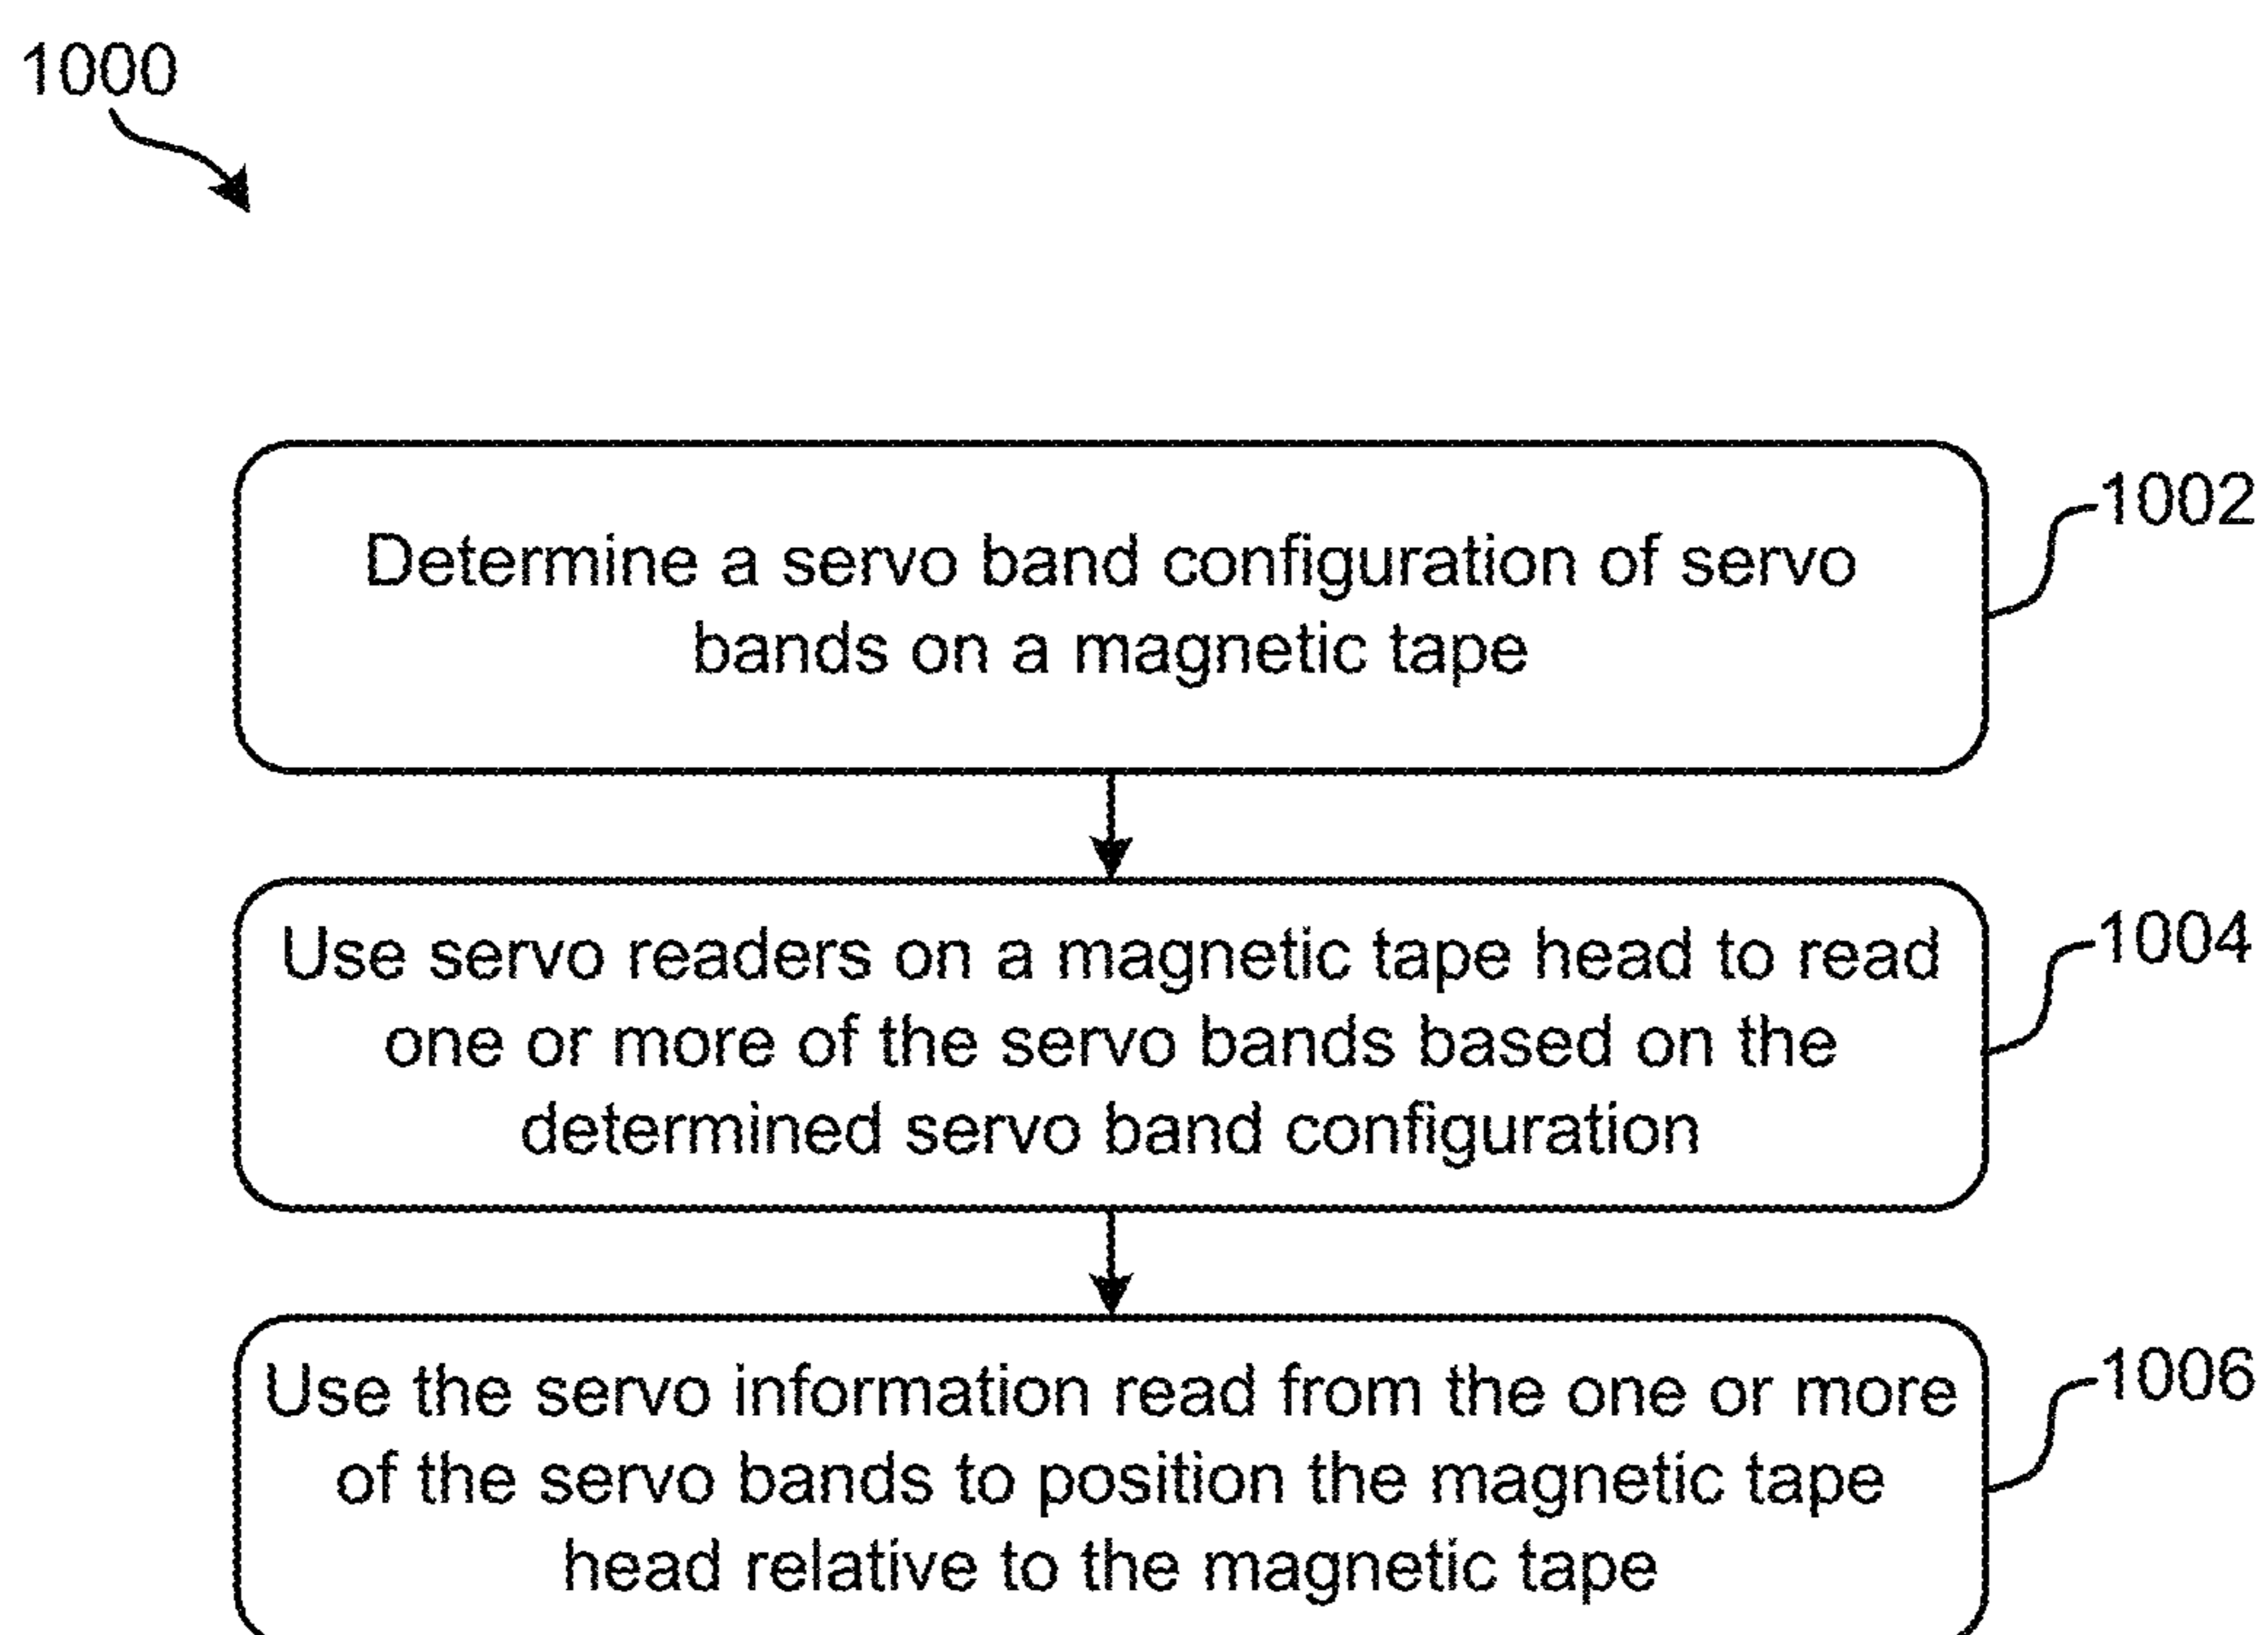 1000
Determine a servo band configuration of servo
bands on a magnetic tape
1002
Use servo readers on a magnetic tape head to read
one or more of the servo bands based on the
determined servo band configuration
1004
Use the servo information read from the one or more
of the servo bands to position the magnetic tape
head relative to the magnetic tape
1006